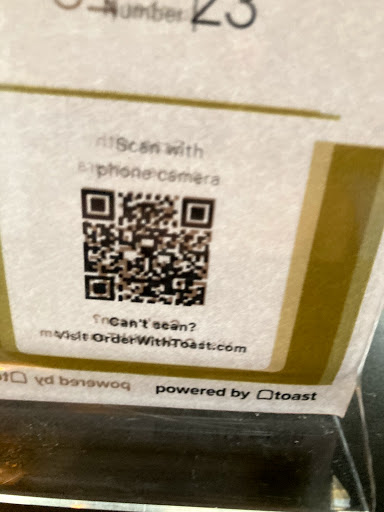 Number 23
Scan with
phone camera
Can't scan?
Visit OrderWithToast.com
powered by toast